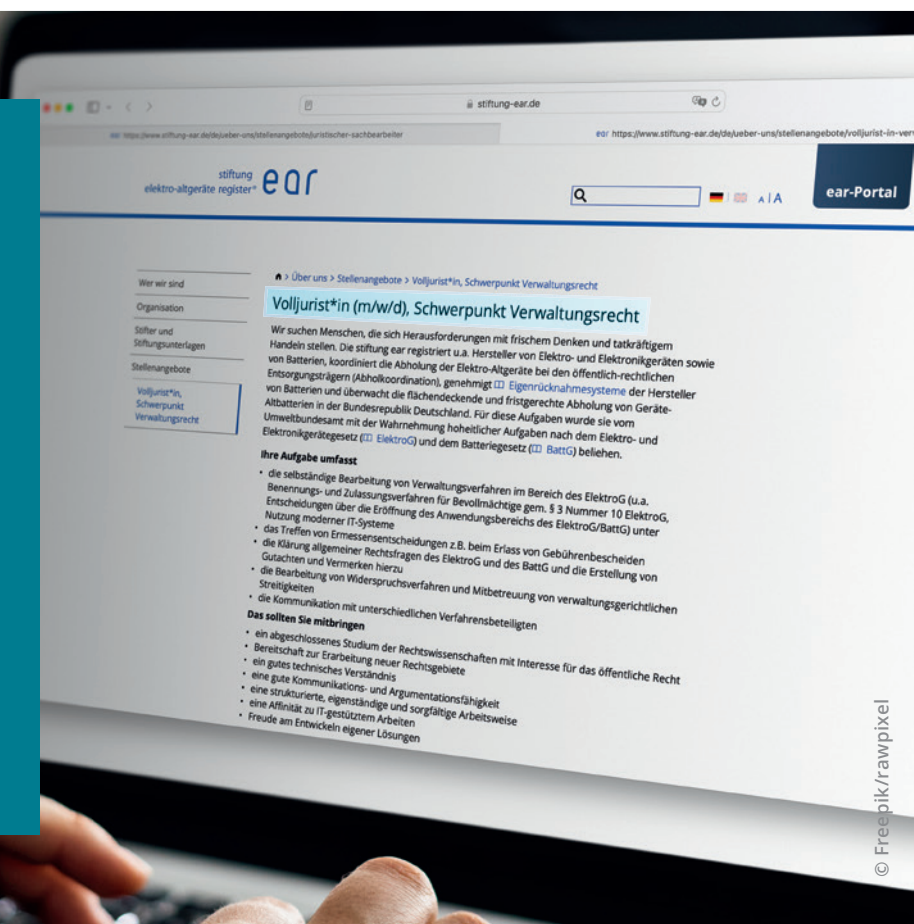 stiftung-ear.de
ear https://www.stiftung-ear.de/de/ueber-uns/stellenangebote/juristischer-sachbearbeiter
ear https://www.stiftung-ear.de/de/ueber-uns/stellenangebote/volljurist-in-ver
stiftung
elektro-altgeräte register®
ear
A | A
ear-Portal
Wer wir sind
Organisation
Stifter und
Stiftungsunterlagen
Stellenangebote
Volljurist*in,
Schwerpunkt
Verwaltungsrecht
> Über uns > Stellenangebote > Volljurist*in, Schwerpunkt Verwaltungsrecht
Volljurist*in (m/w/d), Schwerpunkt Verwaltungsrecht
Wir suchen Menschen, die sich Herausforderungen mit frischem Denken und tatkräftigem
Handeln stellen. Die stiftung ear registriert u.a. Hersteller von Elektro- und Elektronikgeräten sowie
von Batterien, koordiniert die Abholung der Elektro-Altgeräte bei den öffentlich-rechtlichen
Entsorgungsträgern (Abholkoordination), genehmigt Eigenrücknahmesysteme der Hersteller
von Batterien und überwacht die flächendeckende und fristgerechte Abholung von Geräte-
Altbatterien in der Bundesrepublik Deutschland. Für diese Aufgaben wurde sie vom
Umweltbundesamt mit der Wahrnehmung hoheitlicher Aufgaben nach dem Elektro- und
Elektronikgerätegesetz (ElektroG) und dem Batteriegesetz (BattG) beliehen.
Ihre Aufgabe umfasst
• die selbständige Bearbeitung von Verwaltungsverfahren im Bereich des ElektroG (u.a.
Benennungs- und Zulassungsverfahren für Bevollmächtige gem. § 3 Nummer 10 ElektroG,
Entscheidungen über die Eröffnung des Anwendungsbereichs des ElektroG/BattG) unter
Nutzung moderner IT-Systeme
• das Treffen von Ermessensentscheidungen z.B. beim Erlass von Gebührenbescheiden
• die Klärung allgemeiner Rechtsfragen des ElektroG und des BattG und die Erstellung von
Gutachten und Vermerken hierzu
• die Bearbeitung von Widerspruchsverfahren und Mitbetreuung von verwaltungsgerichtlichen
Streitigkeiten
• die Kommunikation mit unterschiedlichen Verfahrensbeteiligten
Das sollten Sie mitbringen
• ein abgeschlossenes Studium der Rechtswissenschaften mit Interesse für das öffentliche Recht
• Bereitschaft zur Erarbeitung neuer Rechtsgebiete
• ein gutes technisches Verständnis
• eine gute Kommunikations- und Argumentationsfähigkeit
• eine strukturierte, eigenständige und sorgfältige Arbeitsweise
• eine Affinität zu IT-gestütztem Arbeiten
• Freude am Entwickeln eigener Lösungen
© Freepik/rawpixel